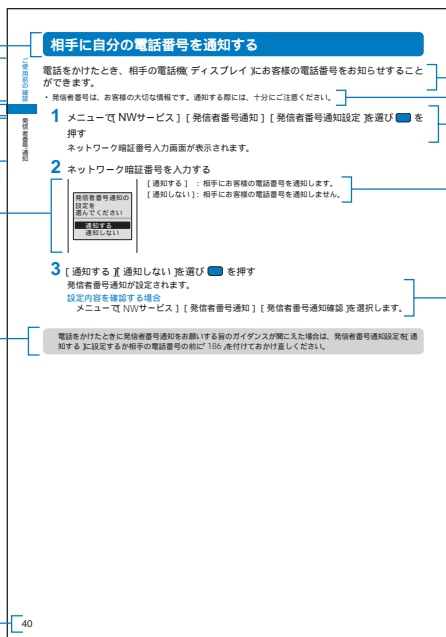 相手に自分の電話番号を通知する
電話をかけたとき、相手の電話機(ディスプレイ)にお客様の電話番号をお知らせすること
ができます。
・発信者番号は、お客様の大切な情報です。通知する際には、十分にご注意ください。
ご使用前の確認
発信者番号通知
1 メニューで[NWサービス][発信者番号通知][発信者番号通知設定]を選び を
押す
ネットワーク暗証番号入力画面が表示されます。
2 ネットワーク暗証番号を入力する
発信者番号通知の
設定を
選んでください
通知する
通知しない
[通知する]:相手にお客様の電話番号を通知します。
[通知しない]:相手にお客様の電話番号を通知しません。
3 [通知する][通知しない]を選び を押す
発信者番号通知が設定されます。
設定内容を確認する場合
メニューで[NWサービス][発信者番号通知][発信者番号通知確認]を選択します。
電話をかけたときに発信者番号通知をお願いする旨のガイダンスが聞こえた場合は、発信者番号通知設定を[通
知する]に設定するか相手の電話番号の前に「186」を付けておかけ直しください。
40